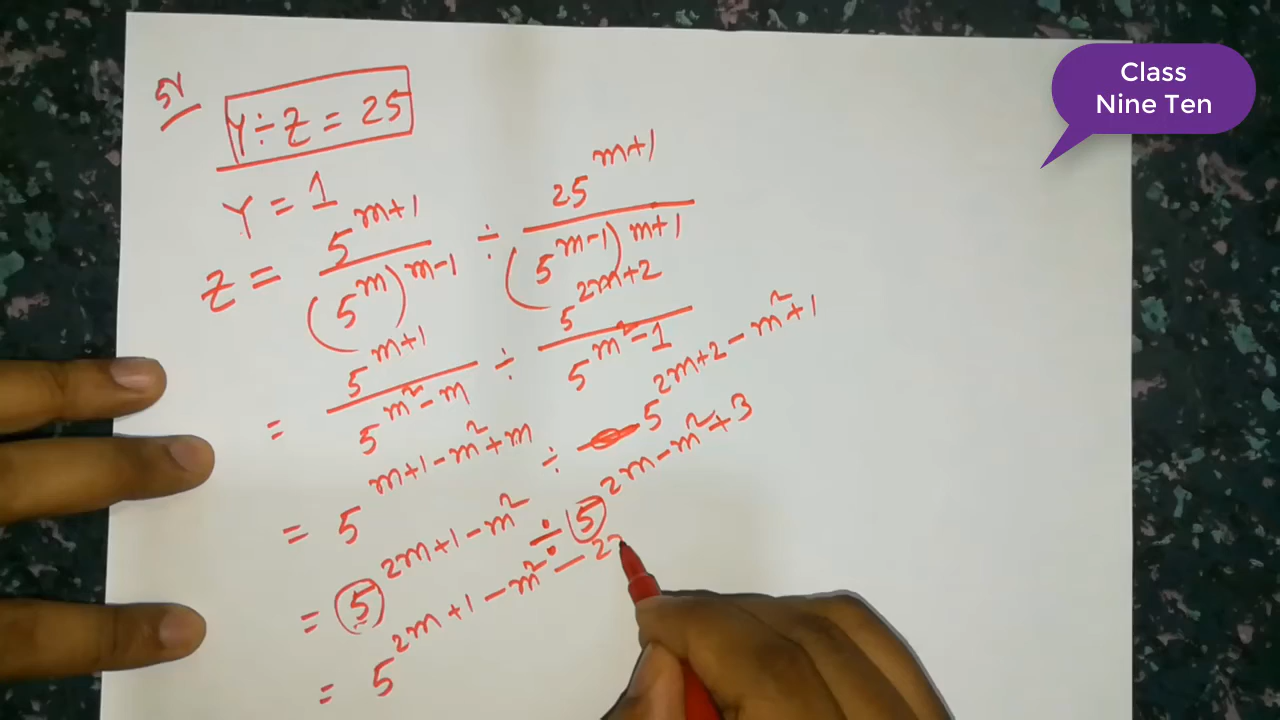 Class
Nine Ten
Y ÷ Z = 25
Y = 1
Z = 5^{m+1} / (5^{m})^{m-1} ÷ 25^{m+1} / (5^{m-1})^{m+1}
= 5^{m+1} / 5^{m²-m} ÷ 5^{2m+2} / 5^{m²-1}
= 5^{m+1-m²+m} ÷ 5^{2m+2-m²+1}
= 5^{2m+1-m²} ÷ 5^{2m-m²+3}
= 5^{2m+1-m²-2